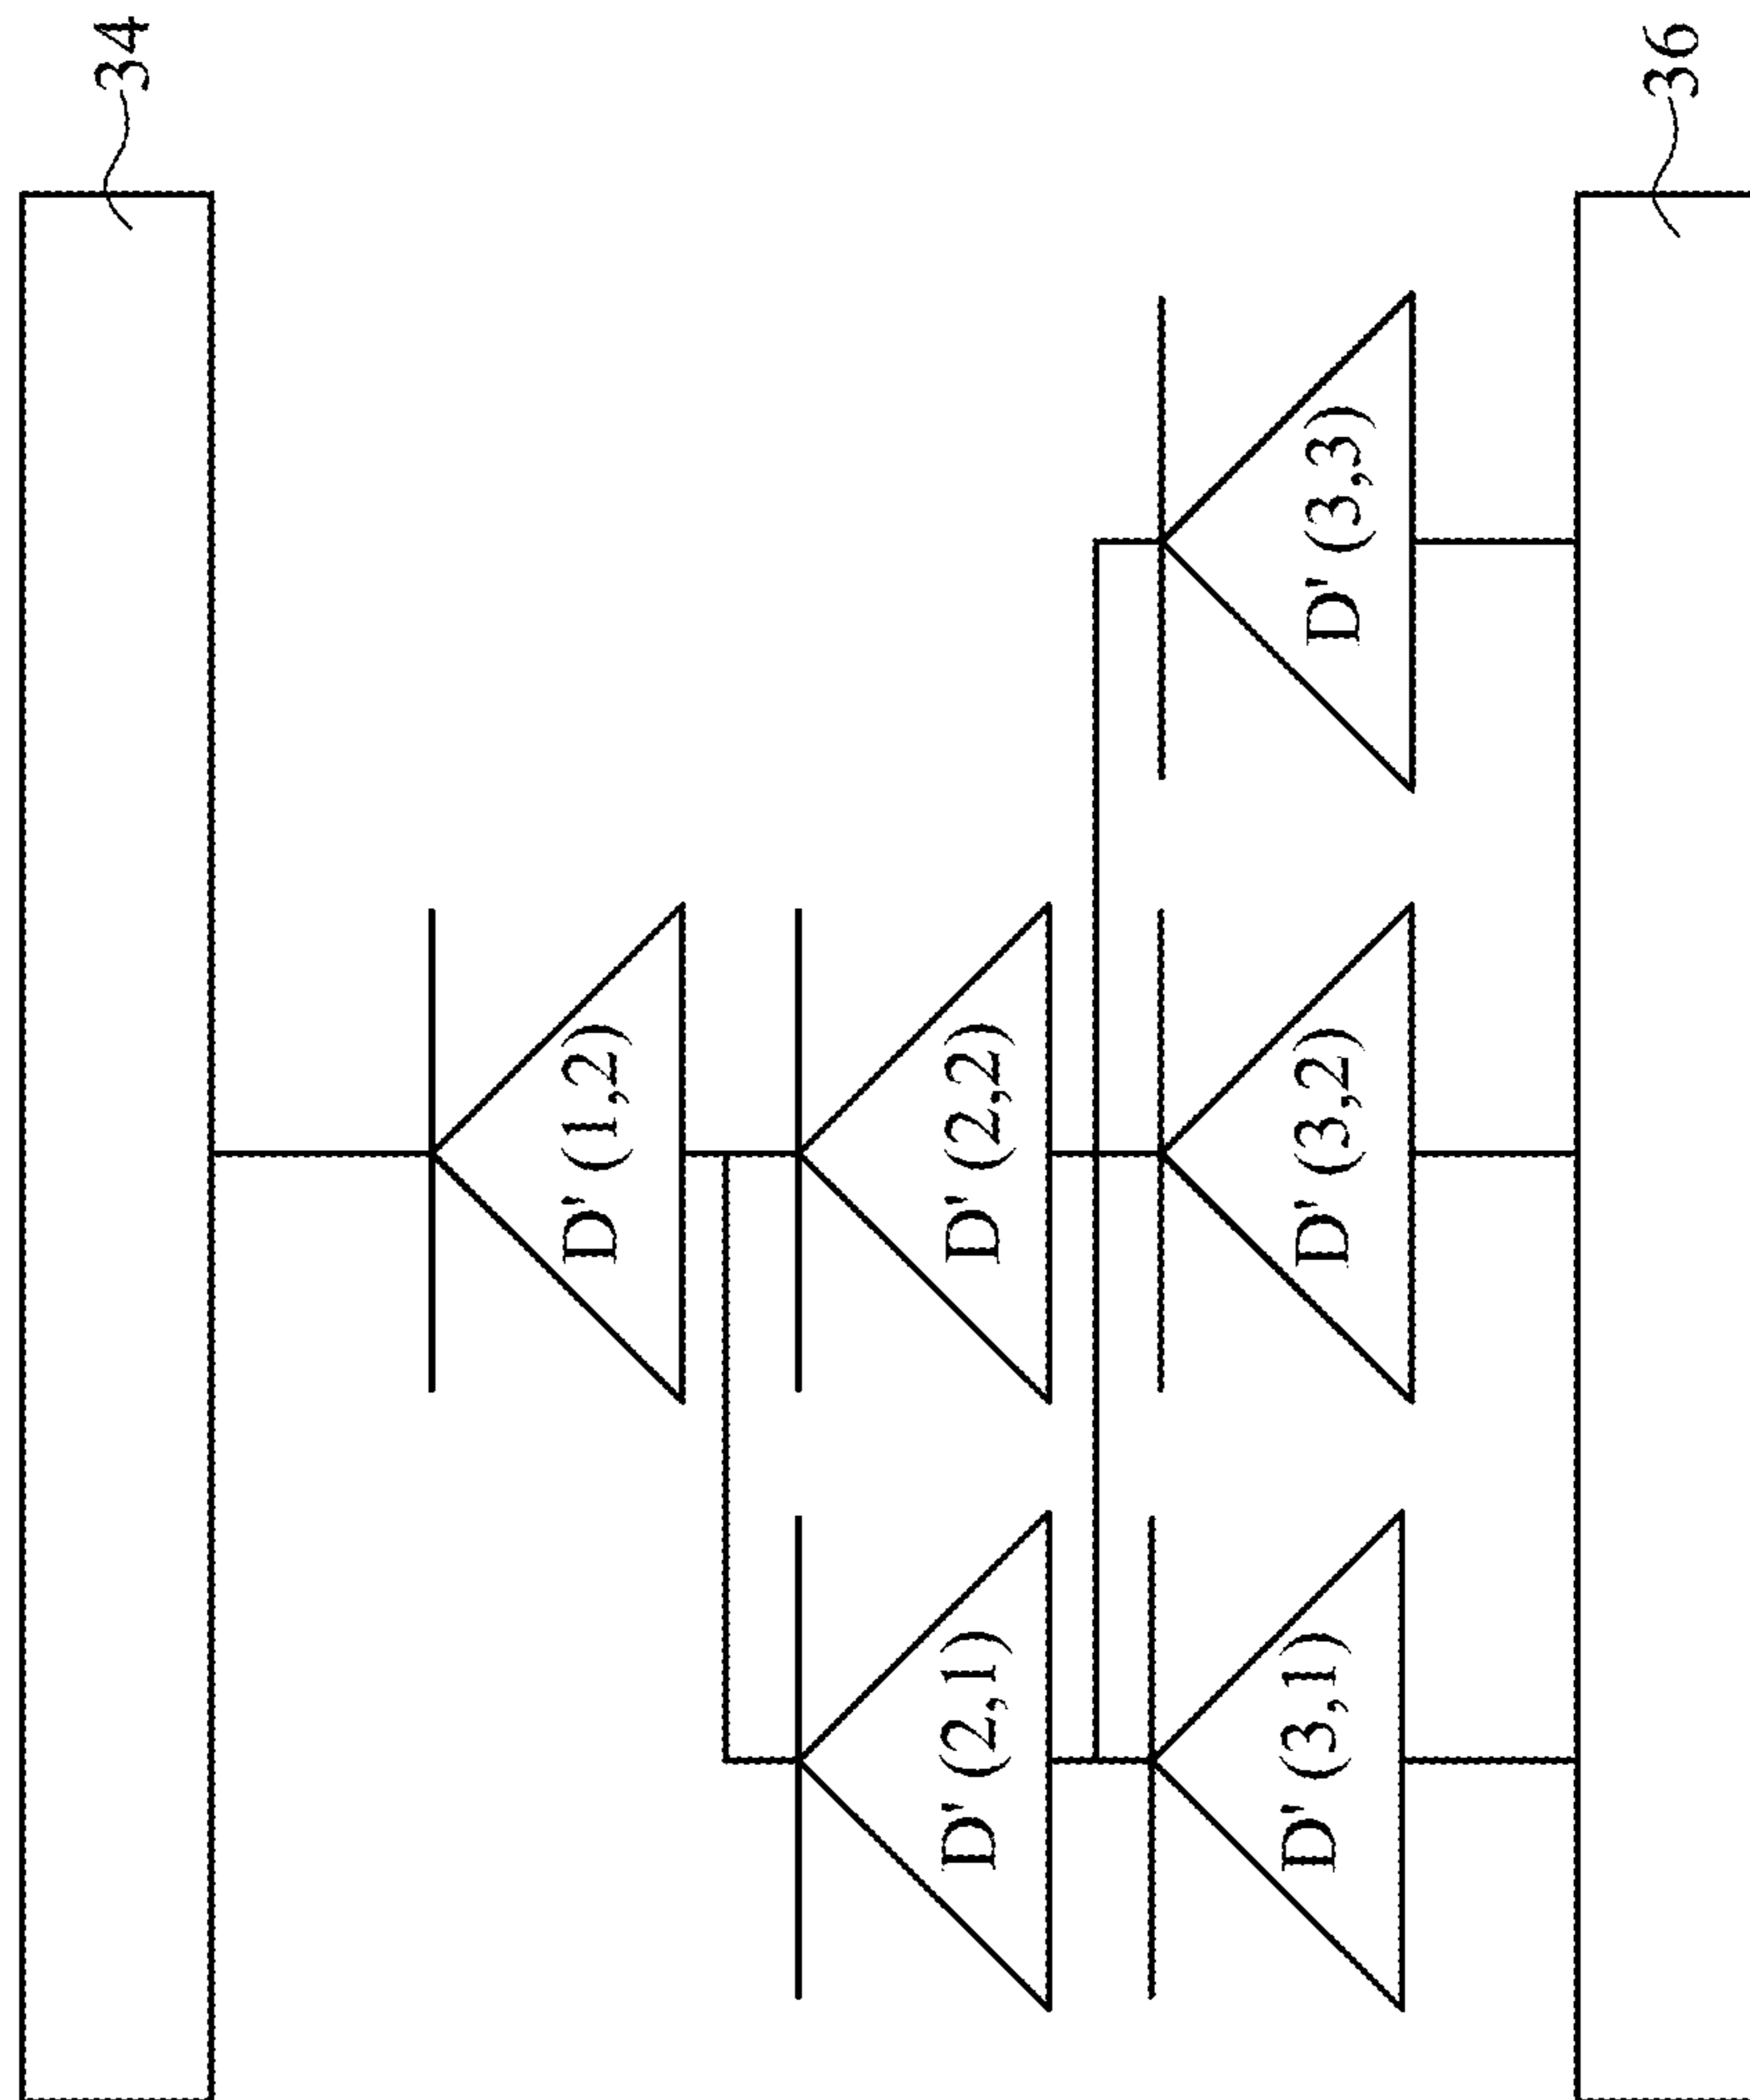 34
D' (1,2)
D' (2,1)
D' (2,2)
D' (3,1)
D' (3,2)
D' (3,3)
36